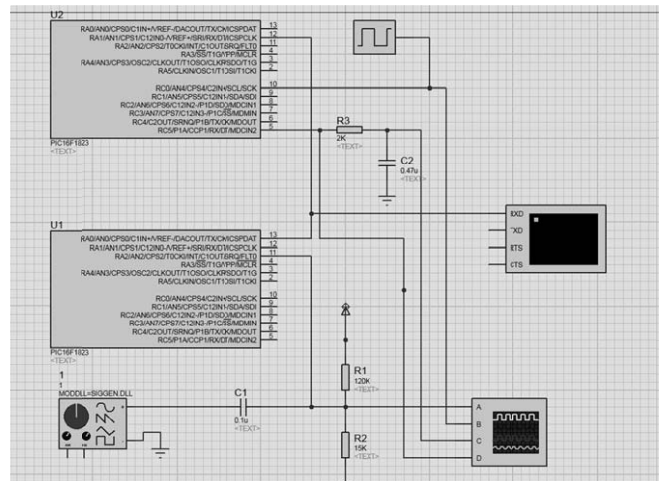 U2
RA0/AN0/CPS0/C1IN+/VREF-/DACOUT/TX/CK/ICSPDAT 13
RA1/AN1/CPS1/C12IN0-/VREF+/SRI/RX/DT/ICSPCLK 12
RA2/AN2/CPS2/T0CKI/INT/C1OUT/SRQ/FLT0 11
RA3/SS/T1G/VPP/MCLR 4
RA4/AN3/CPS3/OSC2/CLKOUT/T1OSO/CLKR/SDO/T1G 3
RA5/CLKIN/OSC1/T1OSI/T1CKI 2
RC0/AN4/CPS4/C2IN+/SCL/SCK 10
RC1/AN5/CPS5/C12IN1-/SDA/SDI 9
RC2/AN6/CPS6/C12IN2-/P1D/SDO/MDCIN1 8
RC3/AN7/CPS7/C12IN3-/P1C/SS/MDMIN 7
RC4/C2OUT/SRNQ/P1B/TX/CK/MDOUT 6
RC5/P1A/CCP1/RX/DT/MDCIN2 5
PIC16F1823
<TEXT>
R3
2K
<TEXT>
C2
0.47u
<TEXT>
RXD
TXD
RTS
CTS
U1
RA0/AN0/CPS0/C1IN+/VREF-/DACOUT/TX/CK/ICSPDAT 13
RA1/AN1/CPS1/C12IN0-/VREF+/SRI/RX/DT/ICSPCLK 12
RA2/AN2/CPS2/T0CKI/INT/C1OUT/SRQ/FLT0 11
RA3/SS/T1G/VPP/MCLR 4
RA4/AN3/CPS3/OSC2/CLKOUT/T1OSO/CLKR/SDO/T1G 3
RA5/CLKIN/OSC1/T1OSI/T1CKI 2
RC0/AN4/CPS4/C2IN+/SCL/SCK 10
RC1/AN5/CPS5/C12IN1-/SDA/SDI 9
RC2/AN6/CPS6/C12IN2-/P1D/SDO/MDCIN1 8
RC3/AN7/CPS7/C12IN3-/P1C/SS/MDMIN 7
RC4/C2OUT/SRNQ/P1B/TX/CK/MDOUT 6
RC5/P1A/CCP1/RX/DT/MDCIN2 5
PIC16F1823
<TEXT>
R1
120K
<TEXT>
1
1
MODDLL=SIGGEN.DLL
C1
0.1u
<TEXT>
R2
15K
<TEXT>
A
B
C
D